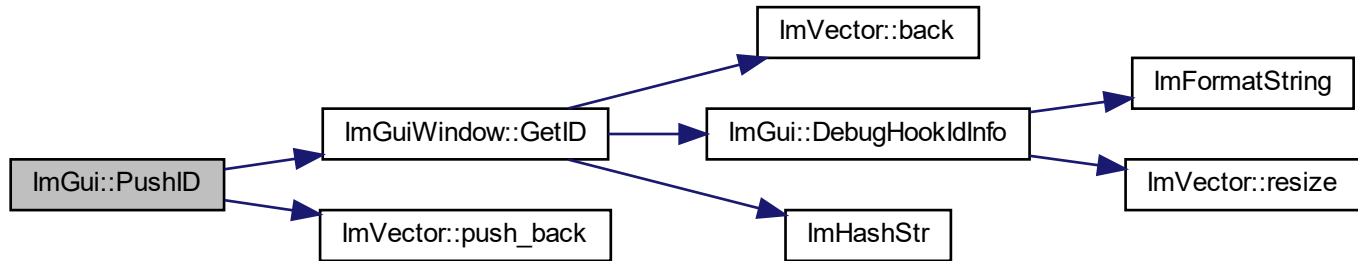 ImGui::PushID
ImGuiWindow::GetID
ImVector::push_back
ImVector::back
ImGui::DebugHookIdInfo
ImHashStr
ImFormatString
ImVector::resize